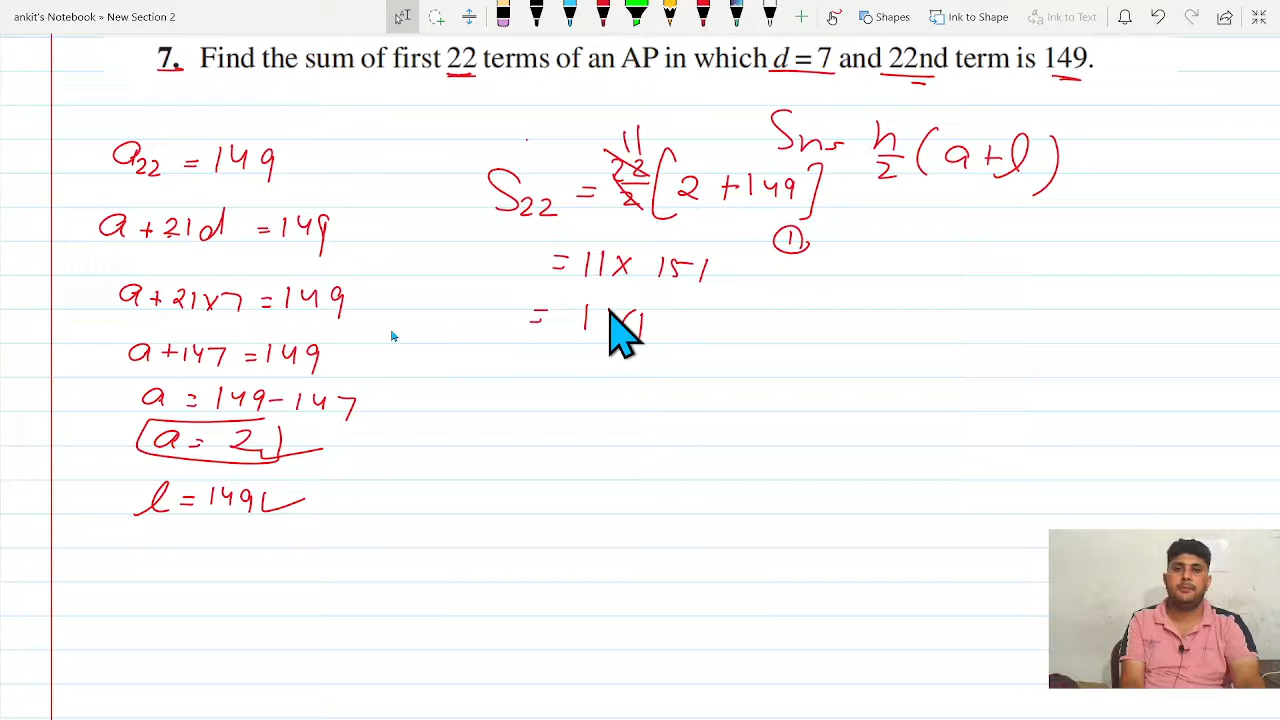 ankit's Notebook » New Section 2
Shapes
Ink to Shape
Ink to Text
7. Find the sum of first 22 terms of an AP in which d = 7 and 22nd term is 149.
a22 = 149
a + 21d = 149
a + 21 x 7 = 149
a + 147 = 149
a = 149 - 147
a = 2
l = 149
Sn = n/2 (a + l)
11
S22 = 22/2 [2 + 149]
1
= 11 x 151